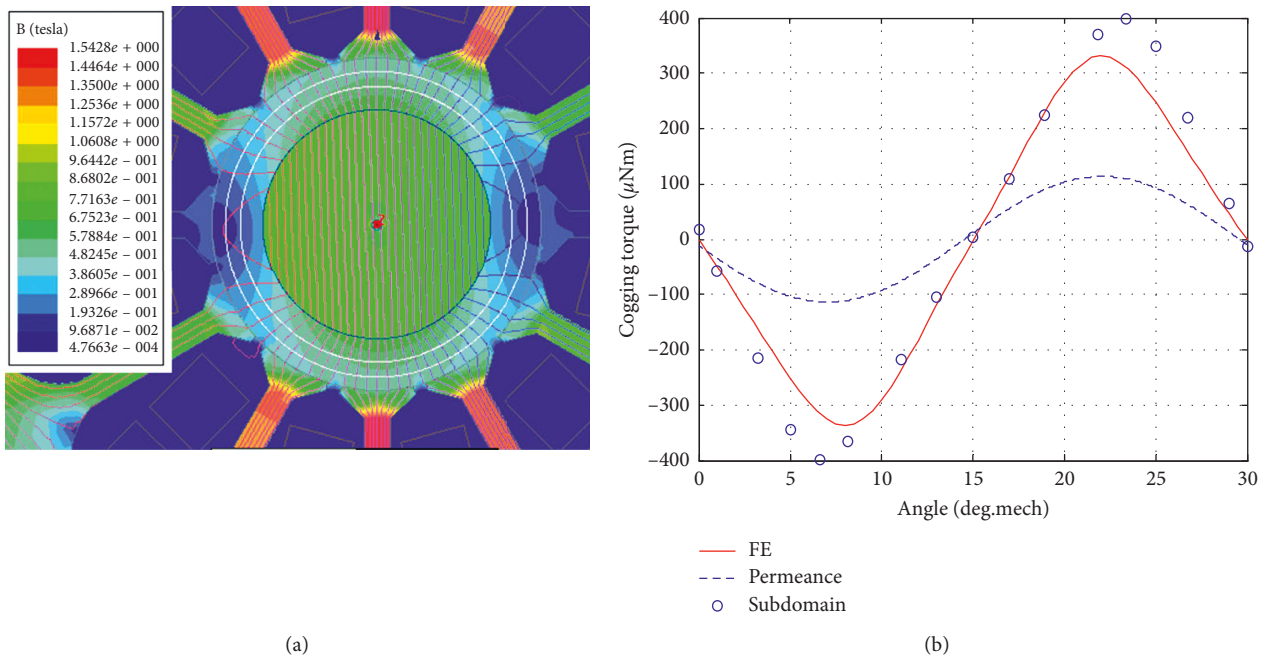 B (tesla)
1.5428e + 000
1.4464e + 000
1.3500e + 000
1.2536e + 000
1.1572e + 000
1.0608e + 000
9.6442e – 001
8.6802e – 001
7.7163e – 001
6.7523e – 001
5.7884e – 001
4.8245e – 001
3.8605e – 001
2.8966e – 001
1.9326e – 001
9.6871e – 002
4.7663e – 004
(a)
Cogging torque (μNm)
400
300
200
100
0
–100
–200
–300
–400
0 5 10 15 20 25 30
Angle (deg.mech)
FE
Permeance
Subdomain
(b)